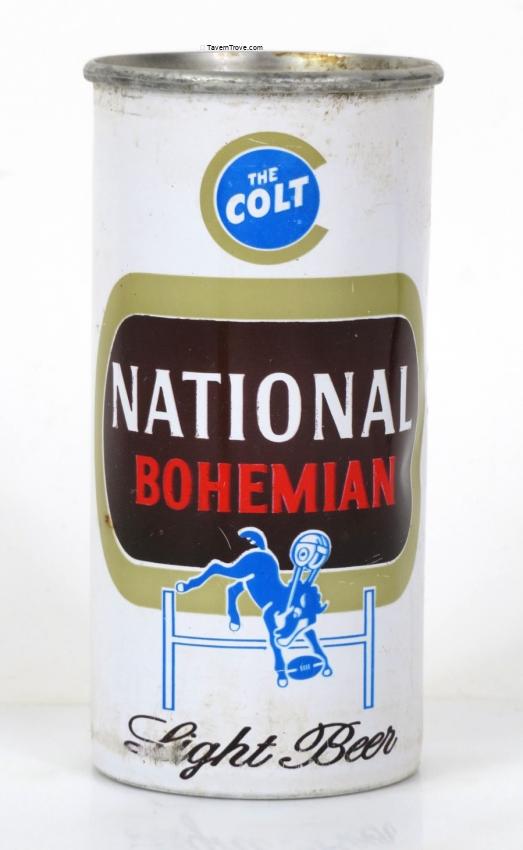 © TavernTrove.com
THE
COLT
NATIONAL
BOHEMIAN
Light Beer